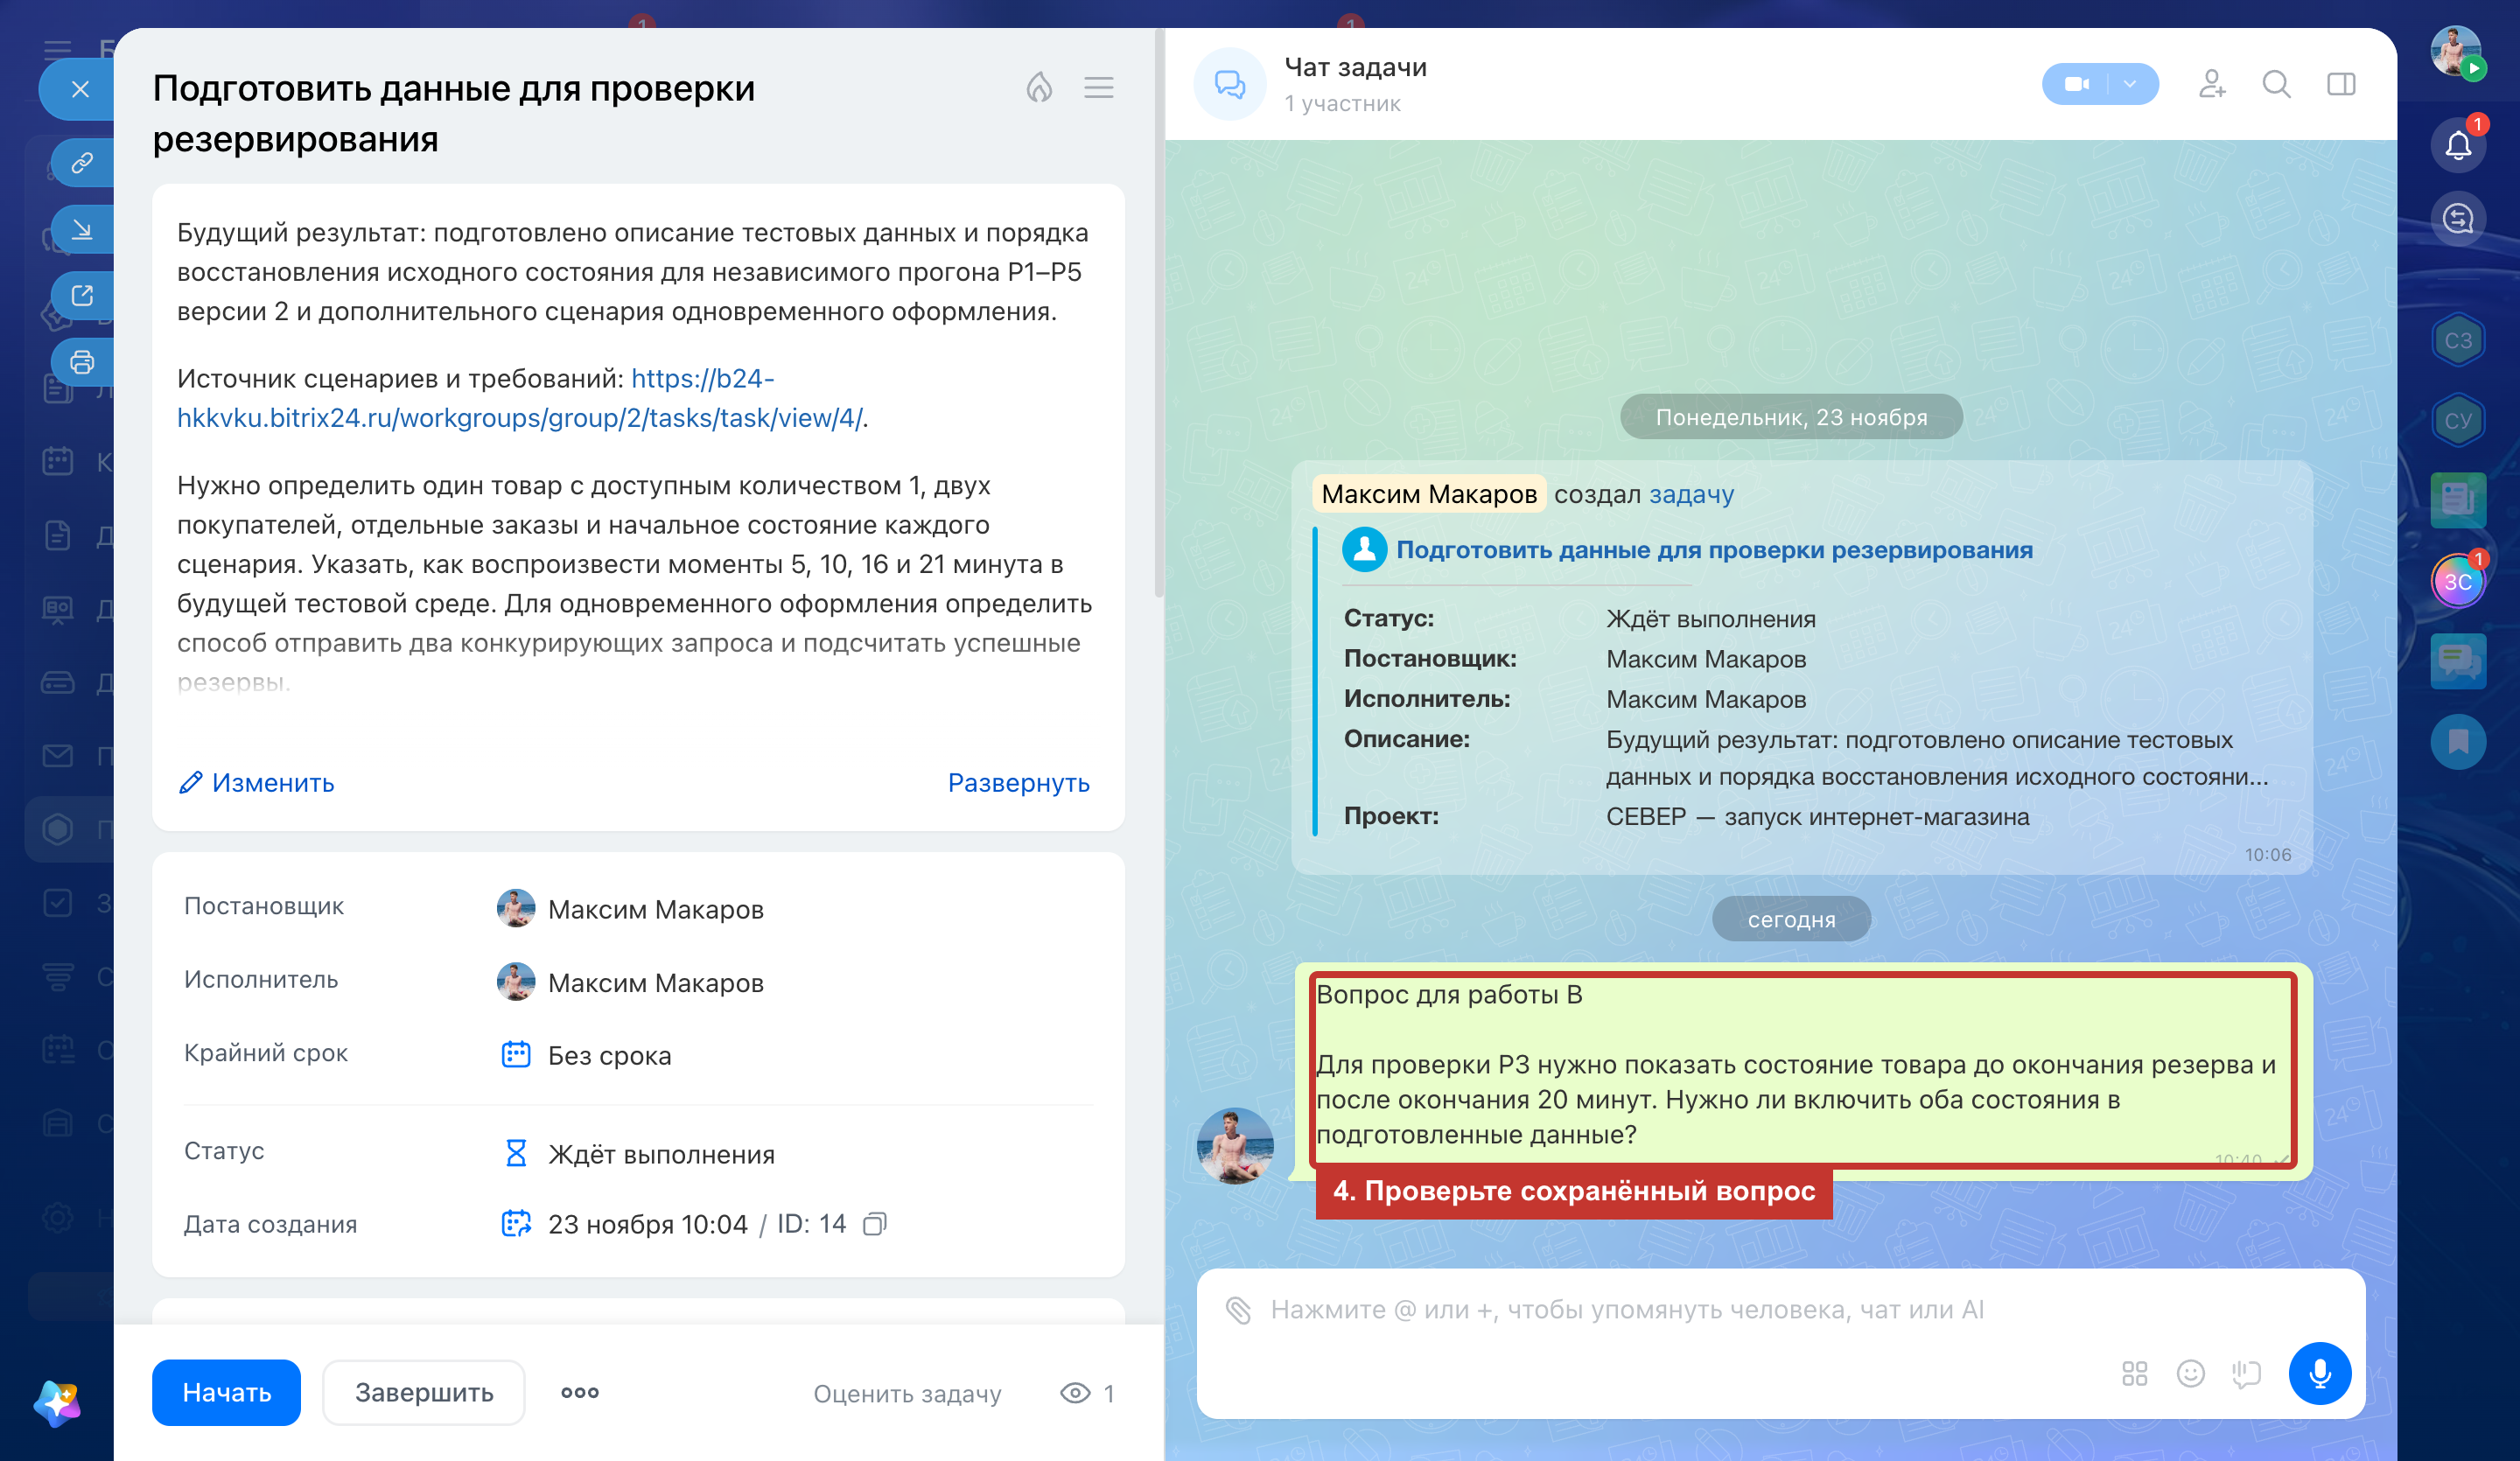 Подготовить данные для проверки
резервирования
Будущий результат: подготовлено описание тестовых данных и порядка
восстановления исходного состояния для независимого прогона Р1–Р5
версии 2 и дополнительного сценария одновременного оформления.
Источник сценариев и требований: https://b24-
hkkvku.bitrix24.ru/workgroups/group/2/tasks/task/view/4/.
Нужно определить один товар с доступным количеством 1, двух
покупателей, отдельные заказы и начальное состояние каждого
сценария. Указать, как воспроизвести моменты 5, 10, 16 и 21 минута в
будущей тестовой среде. Для одновременного оформления определить
способ отправить два конкурирующих запроса и подсчитать успешные
резервы.
Изменить
Развернуть
Постановщик
Максим Макаров
Исполнитель
Максим Макаров
Крайний срок
Без срока
Статус
Ждёт выполнения
Дата создания
23 ноября 10:04 / ID: 14
Начать
Завершить
Оценить задачу
1
Чат задачи
1 участник
Понедельник, 23 ноября
Максим Макаров создал задачу
Подготовить данные для проверки резервирования
Статус: Ждёт выполнения
Постановщик: Максим Макаров
Исполнитель: Максим Макаров
Описание: Будущий результат: подготовлено описание тестовых
данных и порядка восстановления исходного состояни...
Проект: СЕВЕР — запуск интернет-магазина
10:06
сегодня
Вопрос для работы В
Для проверки Р3 нужно показать состояние товара до окончания резерва и
после окончания 20 минут. Нужно ли включить оба состояния в
подготовленные данные?
10:40
4. Проверьте сохранённый вопрос
Нажмите @ или +, чтобы упомянуть человека, чат или AI
1
1
1
СЗ
СУ
ЗС
1